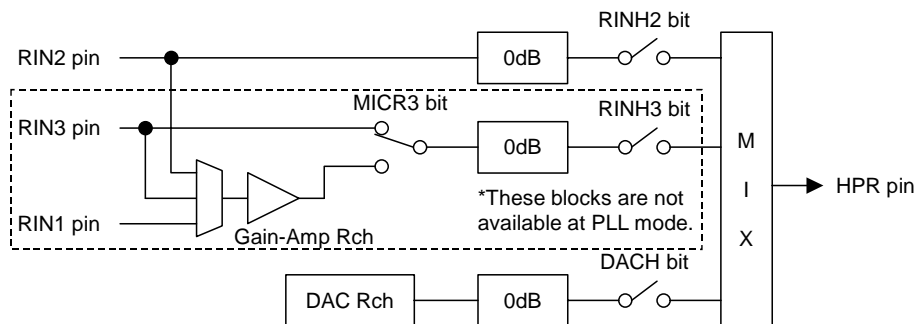 RINH2 bit
RIN2 pin
0dB
MICR3 bit
RINH3 bit
RIN3 pin
0dB
M
I
X
HPR pin
*These blocks are not
available at PLL mode.
RIN1 pin
Gain-Amp Rch
DACH bit
DAC Rch
0dB